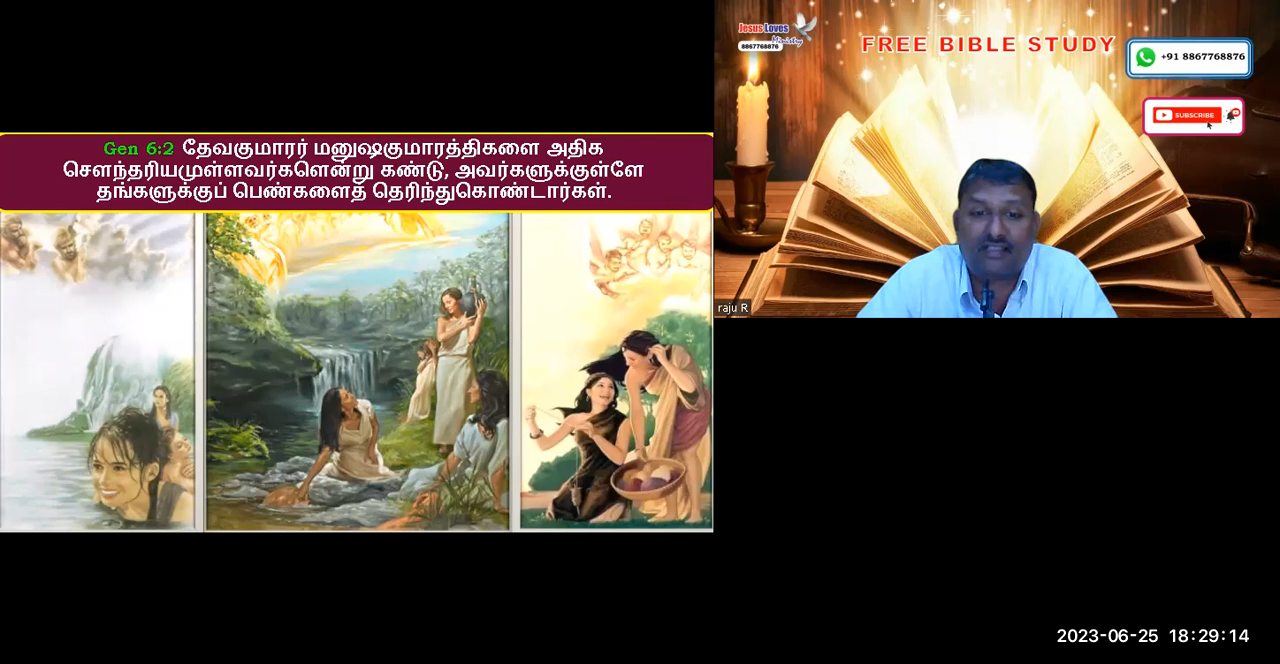 Gen 6:2 தேவகுமாரர் மனுஷகுமாரத்திகளை அதிக
சௌந்தரியமுள்ளவர்களென்று கண்டு, அவர்களுக்குள்ளே
தங்களுக்குப் பெண்களைத் தெரிந்துகொண்டார்கள்.
Jesus Loves
Ministry
8867768876
FREE BIBLE STUDY
+91 8867768876
SUBSCRIBE
raju R
2023-06-25 18:29:14